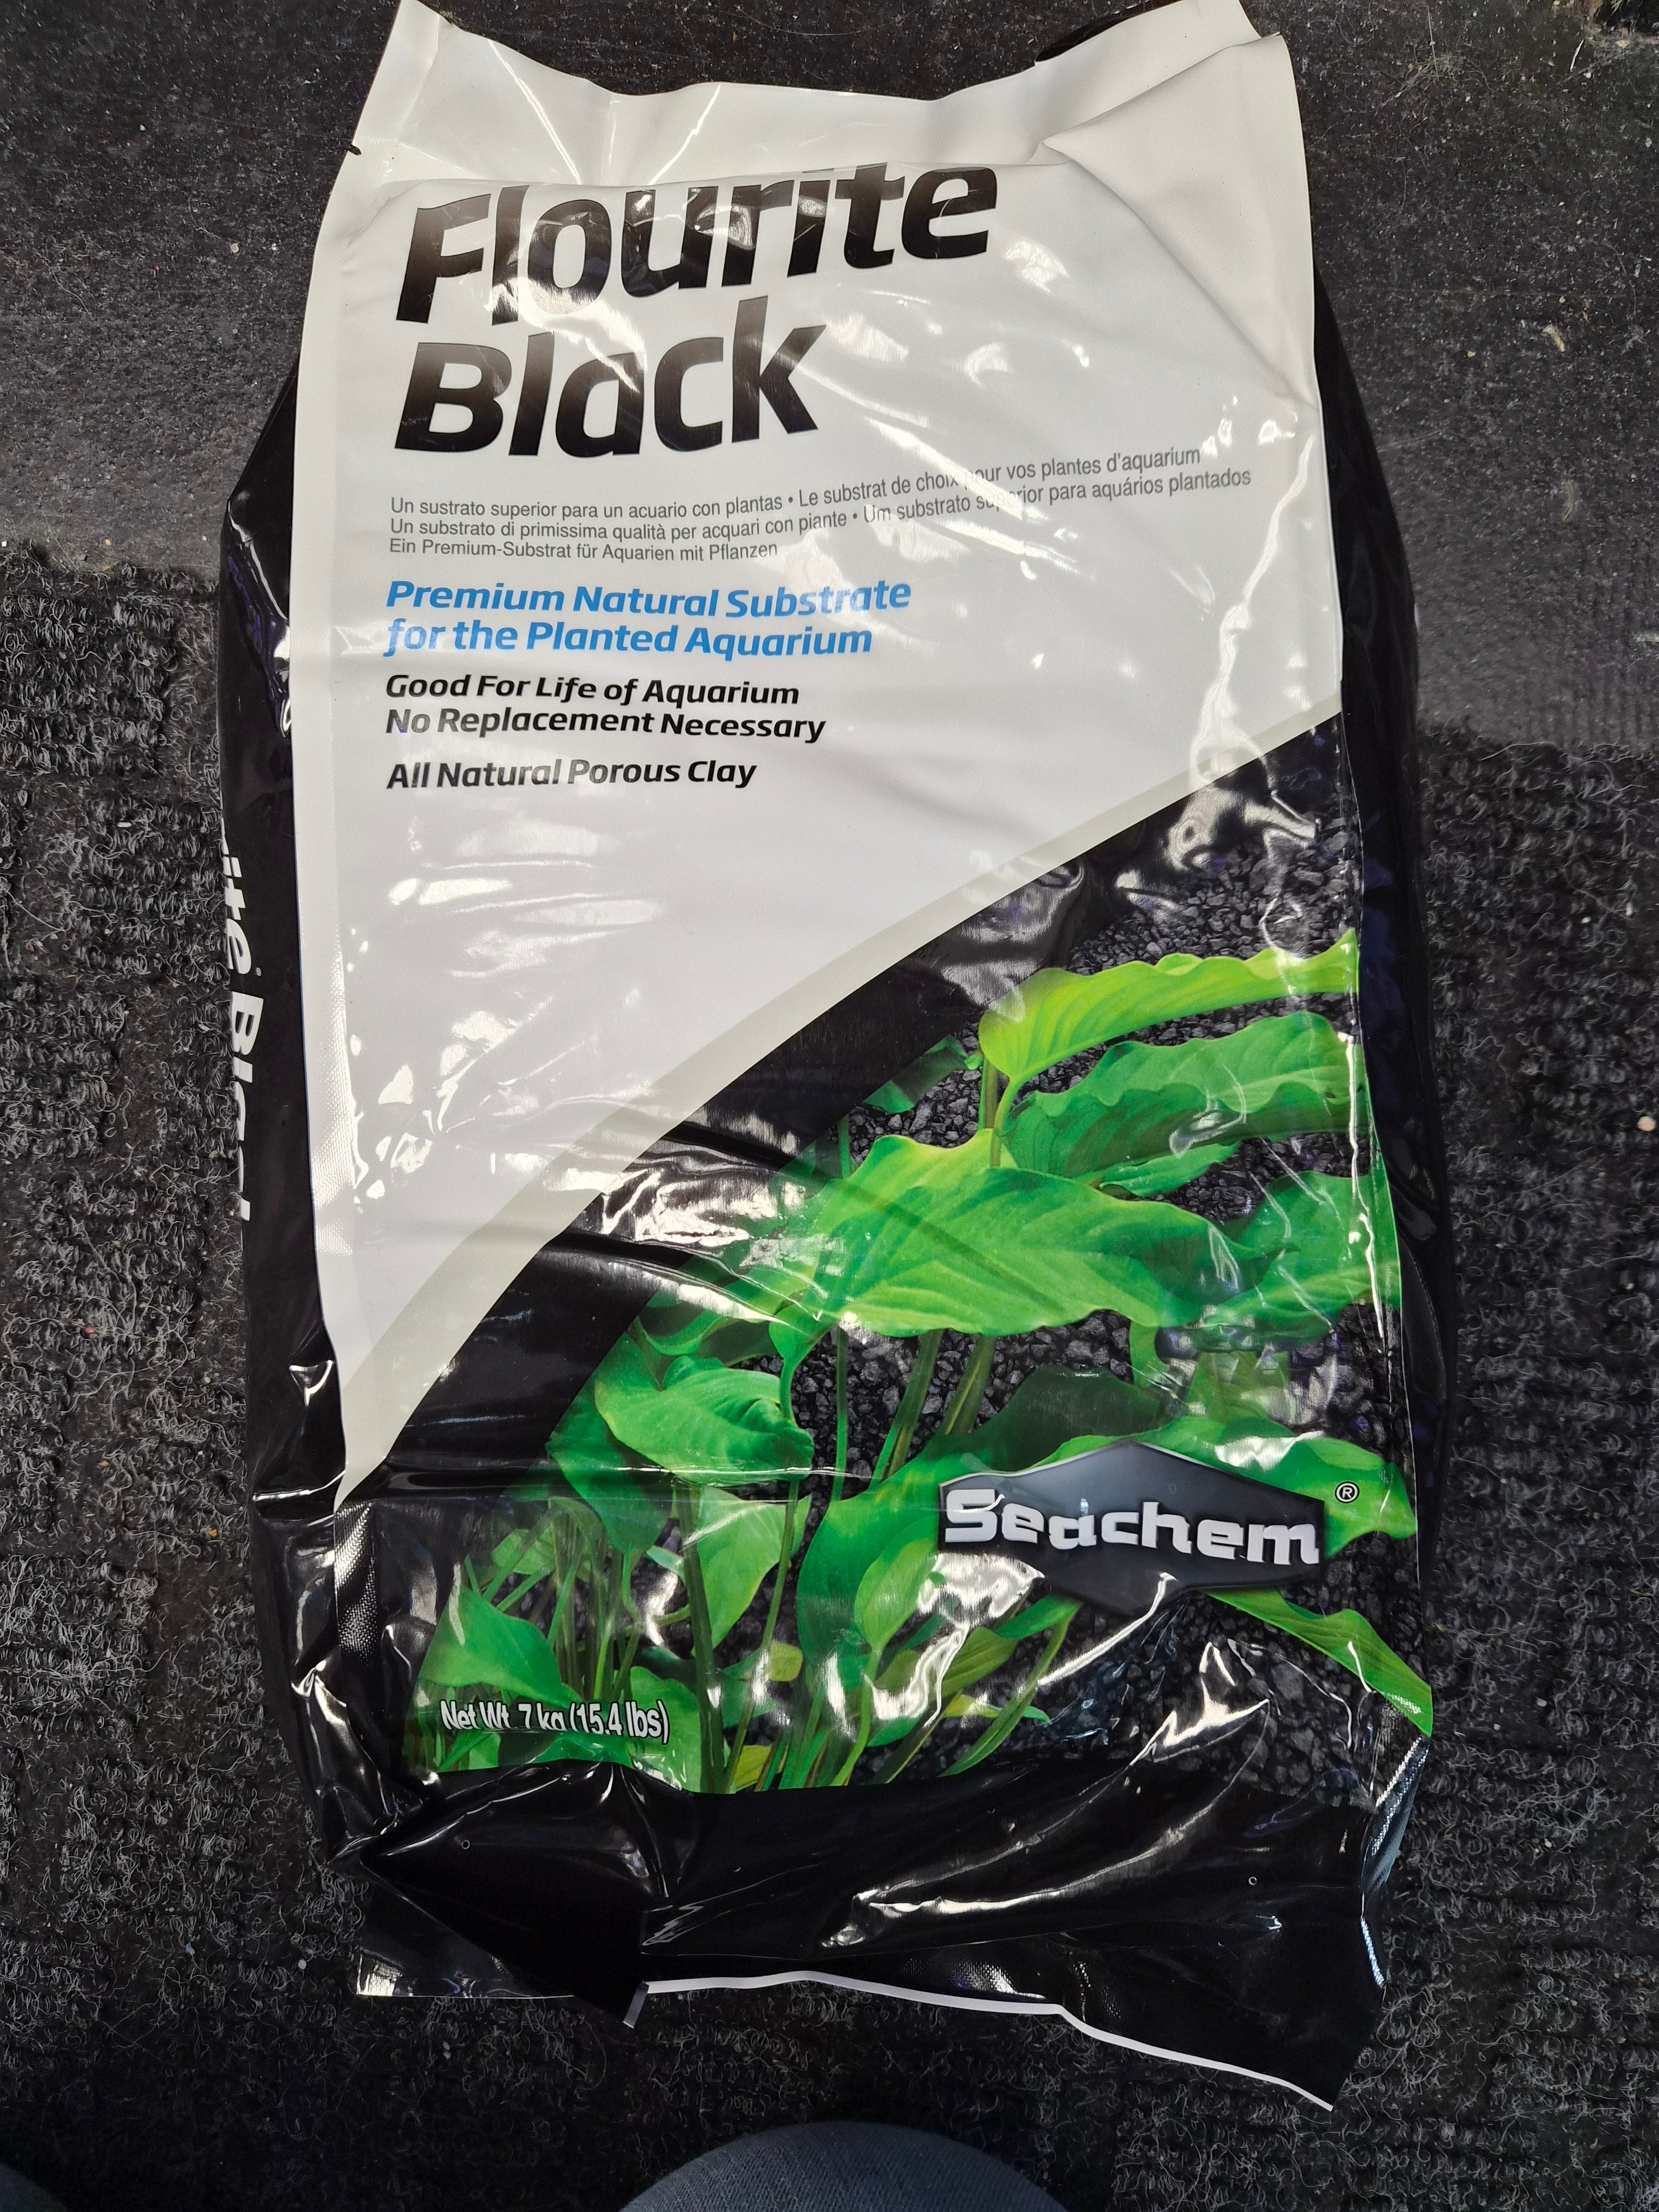 Flourite
Black
Un sustrato superior para un acuario con plantas • Le substrat de choix pour vos plantes d'aquarium
Un substrato di primissima qualità per acquari con piante • Um substrato superior para aquários plantados
Ein Premium-Substrat für Aquarien mit Pflanzen
Premium Natural Substrate
for the Planted Aquarium
Good For Life of Aquarium
No Replacement Necessary
All Natural Porous Clay
Seachem®
Net Wt. 7 kg (15.4 lbs)